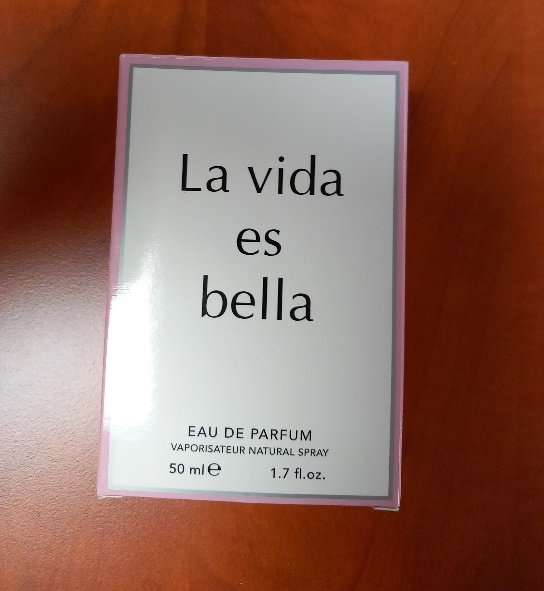 La vida
es
bella
EAU DE PARFUM
VAPORISATEUR NATURAL SPRAY
50 ml ℮ 1.7 fl.oz.